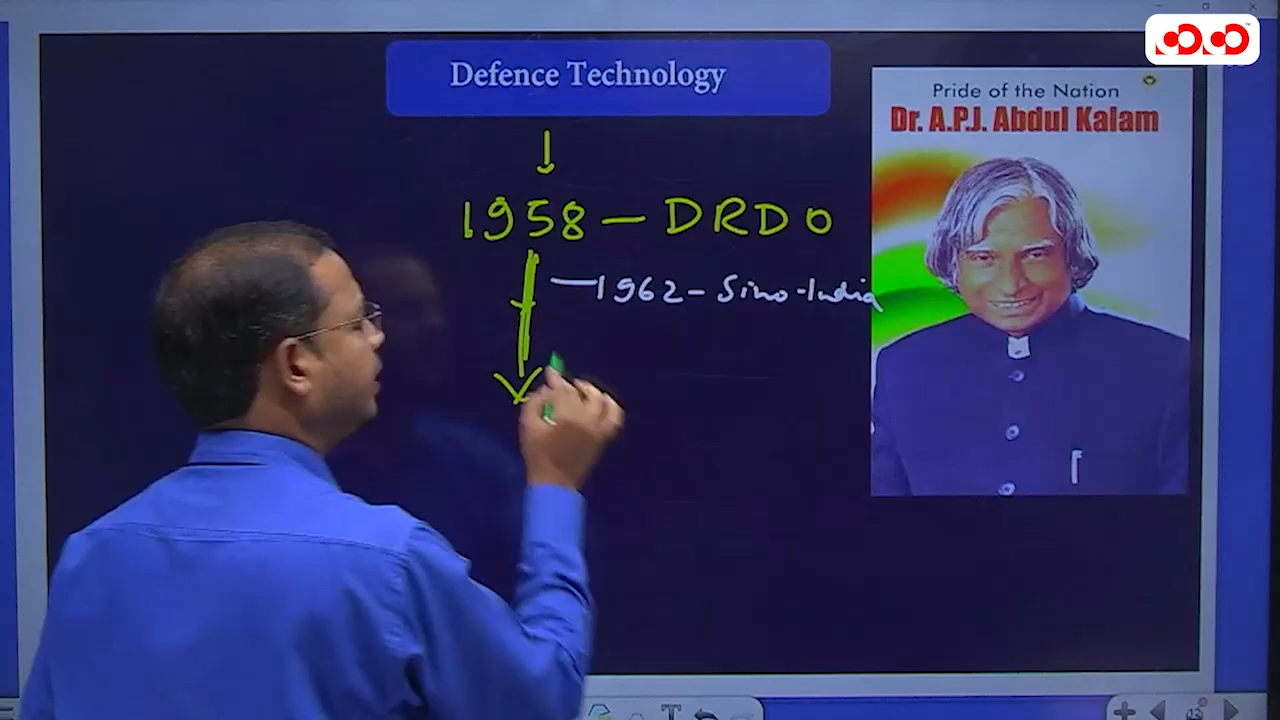 Defence Technology
Pride of the Nation
Dr. A.P.J. Abdul Kalam
1958 - DRDO
- 1962 - Sino-India